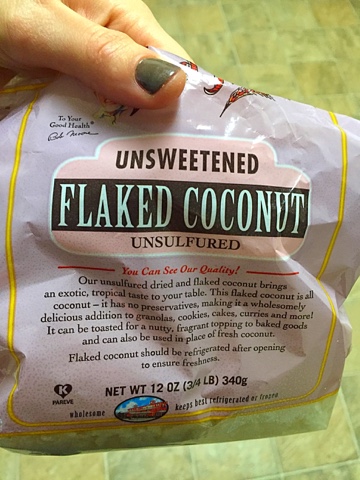 To Your
Good Health®
Bob Moore
UNSWEETENED
FLAKED COCONUT
UNSULFURED
You Can See Our Quality!
Our unsulfured dried and flaked coconut brings
an exotic, tropical taste to your table. This flaked coconut is all
coconut – it has no preservatives, making it a wholesomely
delicious addition to granolas, cookies, cakes, curries and more!
It can be toasted for a nutty, fragrant topping to baked goods
and can also be used in place of fresh coconut.
Flaked coconut should be refrigerated after opening
to ensure freshness.
K
PAREVE
NET WT 12 OZ (3/4 LB) 340g
wholesome
keeps best refrigerated or frozen